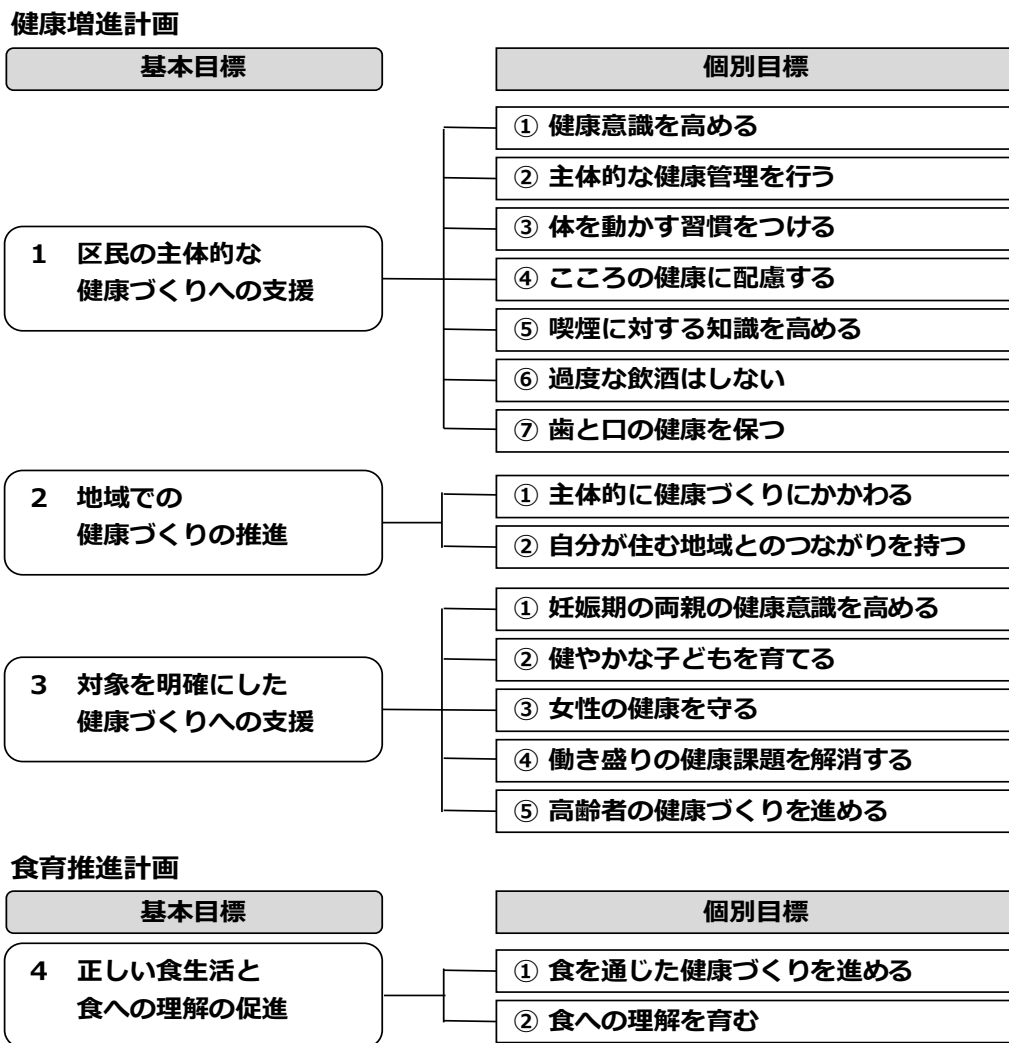 健康増進計画
基本目標
個別目標
1 区民の主体的な
健康づくりへの支援
① 健康意識を高める
② 主体的な健康管理を行う
③ 体を動かす習慣をつける
④ こころの健康に配慮する
⑤ 喫煙に対する知識を高める
⑥ 過度な飲酒はしない
⑦ 歯と口の健康を保つ
2 地域での
健康づくりの推進
① 主体的に健康づくりにかかわる
② 自分が住む地域とのつながりを持つ
3 対象を明確にした
健康づくりへの支援
① 妊娠期の両親の健康意識を高める
② 健やかな子どもを育てる
③ 女性の健康を守る
④ 働き盛りの健康課題を解消する
⑤ 高齢者の健康づくりを進める
食育推進計画
基本目標
個別目標
4 正しい食生活と
食への理解の促進
① 食を通じた健康づくりを進める
② 食への理解を育む